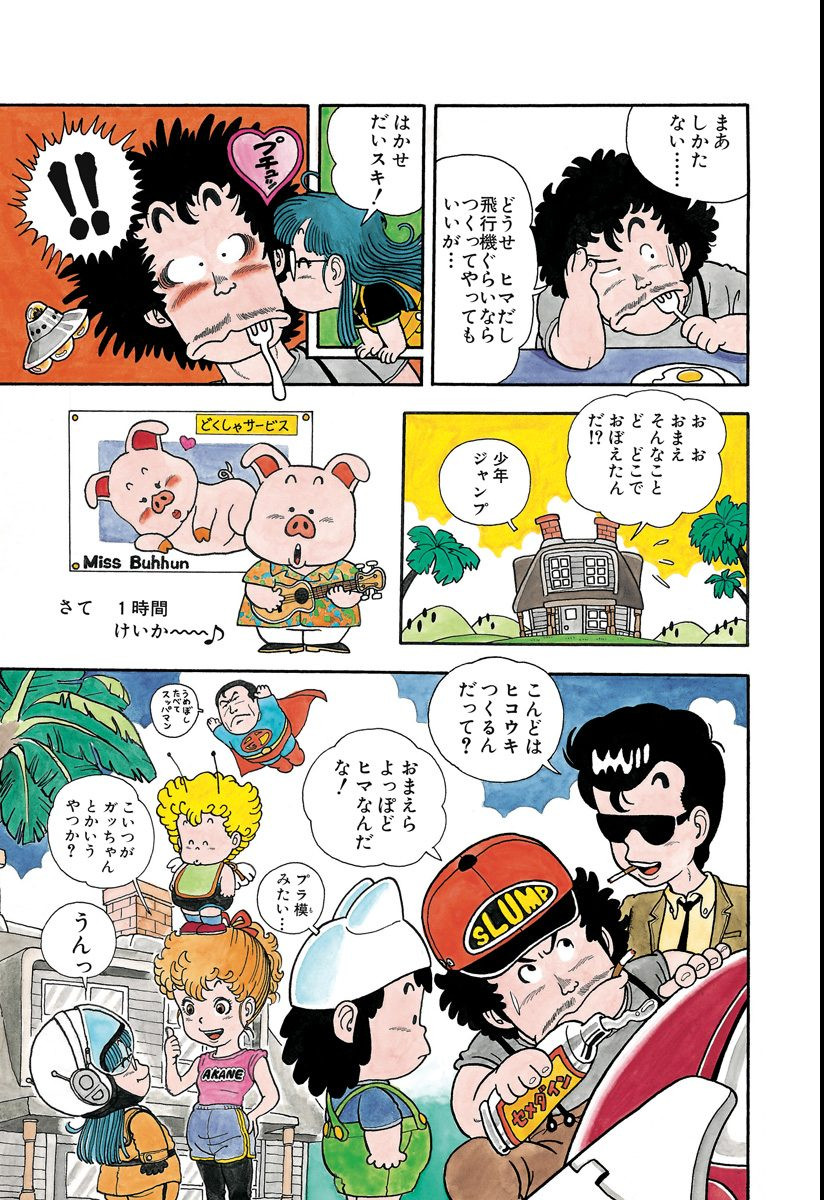 まあ
しかた
ない……
どうせ ヒマだし
飛行機ぐらいなら
つくってやっても
いいが…
はかせ
だいスキ!
プチュッ
!!
お お
おまえ
そんなこと
ど どこで
おぼえたん
だ!?
少年
ジャンプ
どくしゃサービス
Miss Buhhun
さて 1時間
けいか〜〜〜♪
こんどは
ヒコウキ
つくるん
だって?
おまえら
よっぽど
ヒマなんだ
な!
うめぼし
たべて
スッパマン
プラ模も
みたい…
こいつが
ガッちゃん
とかいう
やつか?
うんっ
SLUMP
AKANE
セメダイン